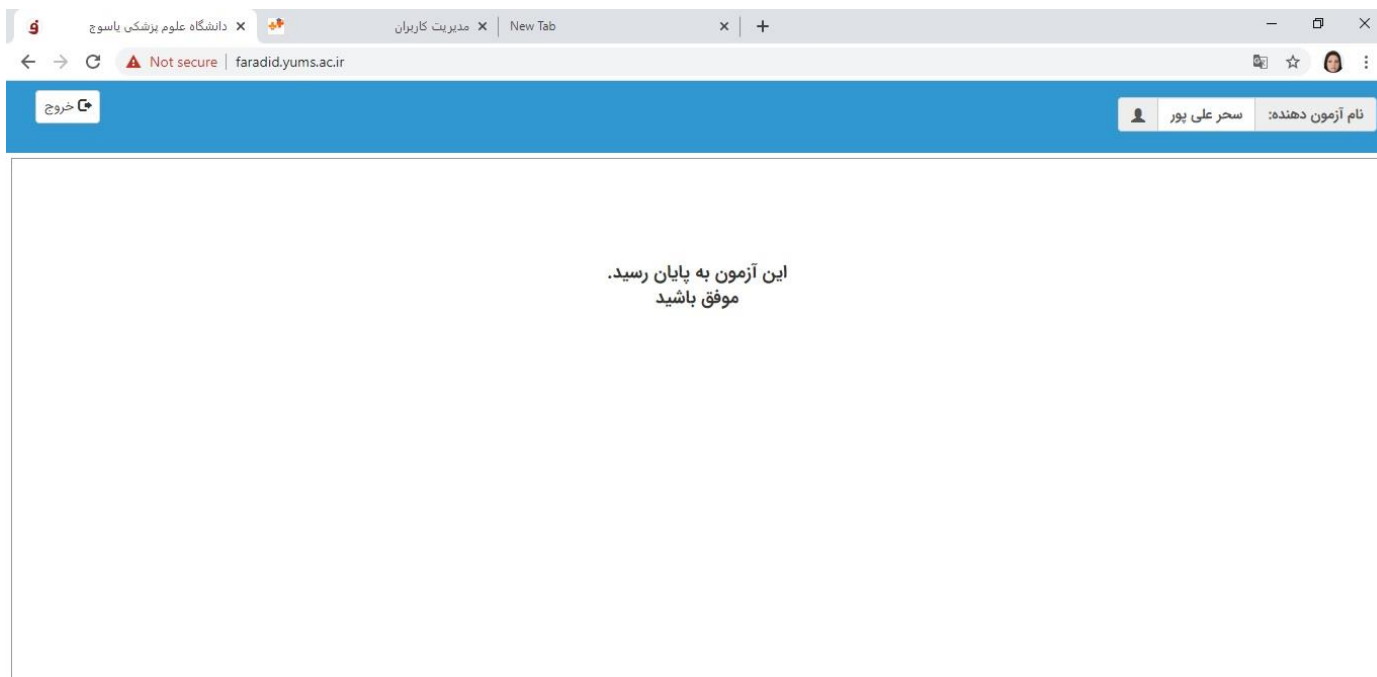 دانشگاه علوم پزشکی یاسوج
مدیریت کاربران
New Tab
Not secure | faradid.yums.ac.ir
خروج
نام آزمون دهنده: سحر علی پور
این آزمون به پایان رسید.
موفق باشید